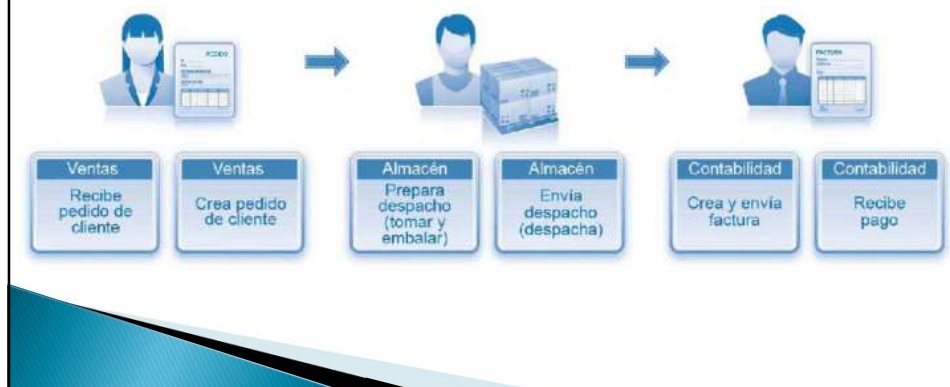 PEDIDO
FACTURA
Ventas
Recibe
pedido de
cliente
Ventas
Crea pedido
de cliente
Almacén
Prepara
despacho
(tomar y
embalar)
Almacén
Envía
despacho
(despacha)
Contabilidad
Crea y envía
factura
Contabilidad
Recibe
pago